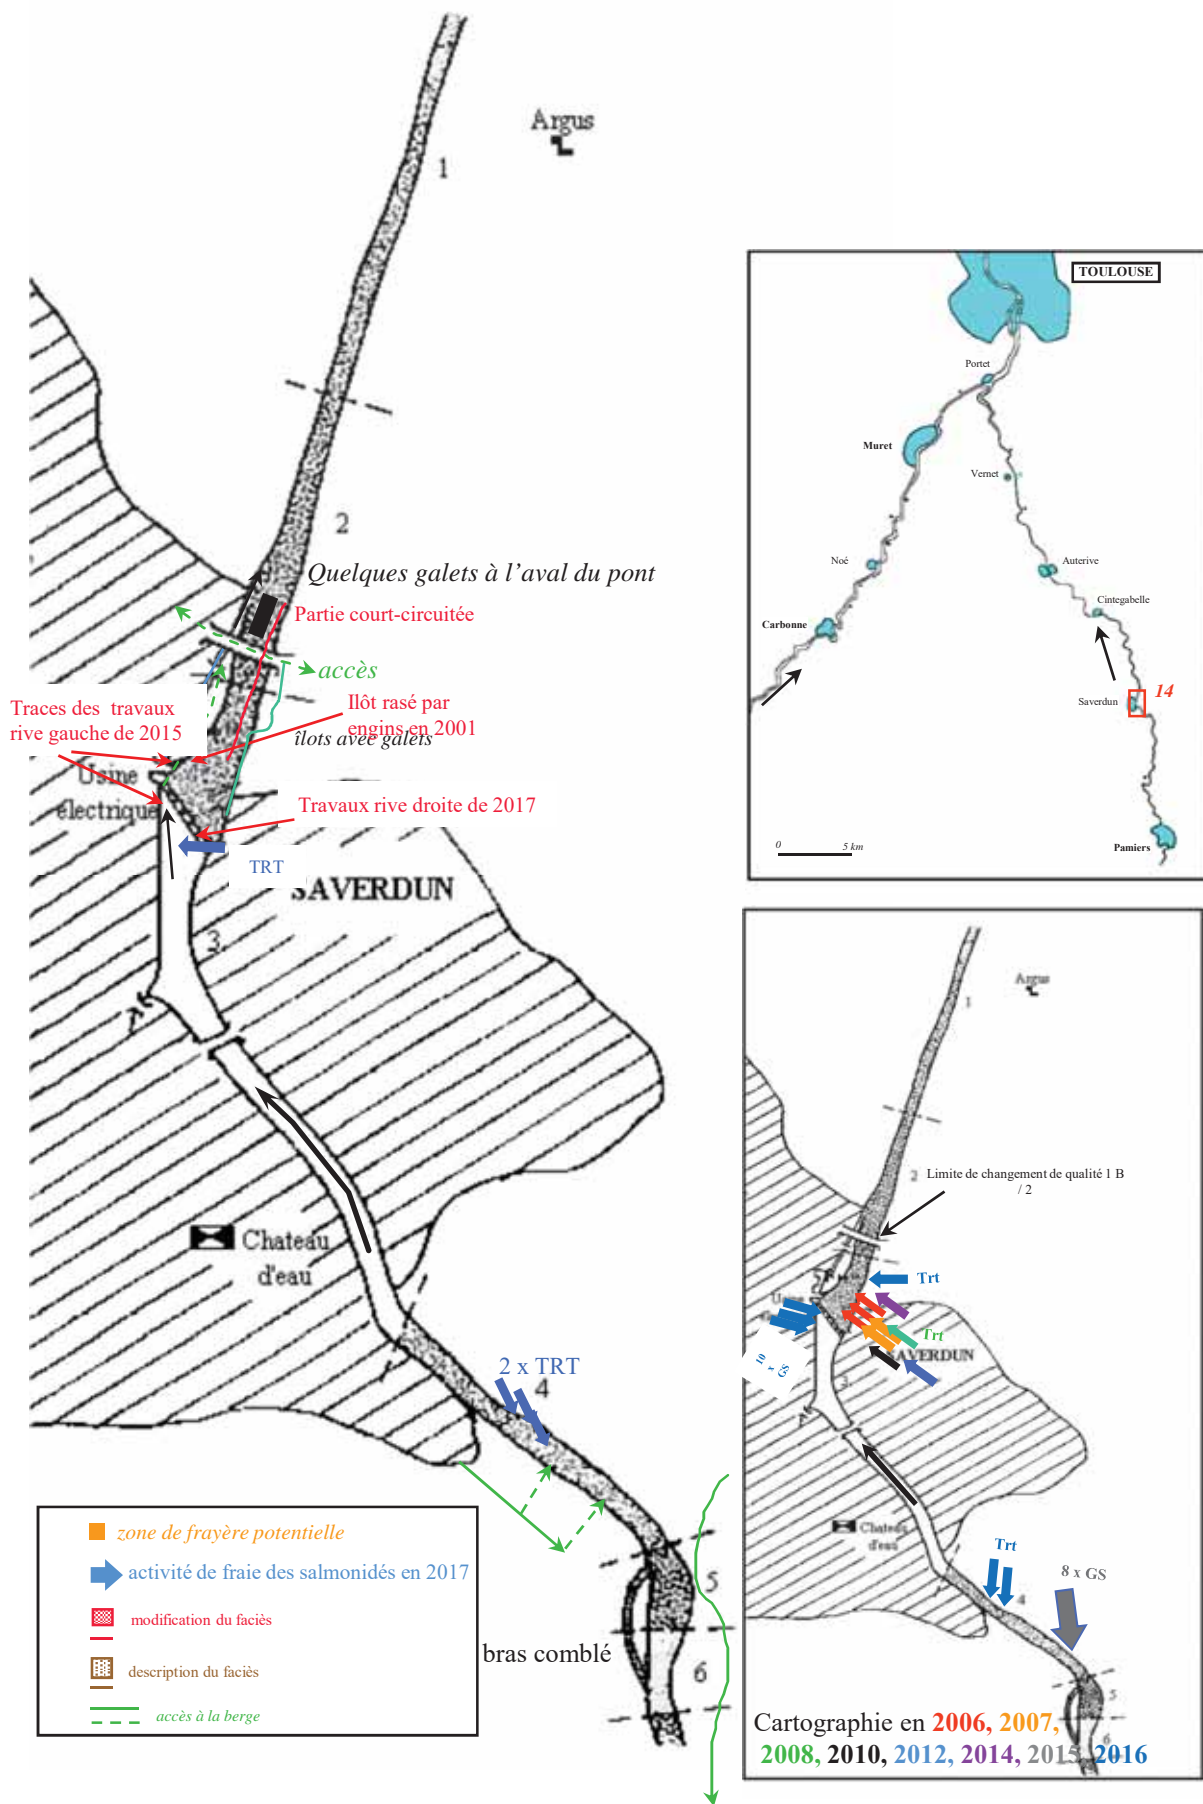 Argus
1
2
Quelques galets à l'aval du pont
Partie court-circuitée
accès
Traces des travaux
rive gauche de 2015
Ilôt rasé par
engins en 2001
îlots avec galets
Usine
électrique
Travaux rive droite de 2017
TRT
SAVERDUN
3
Chateau
d'eau
2 x TRT
4
5
bras comblé
6
zone de frayère potentielle
activité de fraie des salmonidés en 2017
modification du faciès
description du faciès
accès à la berge
TOULOUSE
Portet
Muret
Vernet
Noé
Auterive
Cintegabelle
Carbonne
14
Saverdun
0 5 km
Pamiers
Argus
1
2
Limite de changement de qualité 1 B
/ 2
Trt
Trt
10
x
GS
SAVERDUN
3
Chateau
d'eau
Trt
8 x GS
4
5
6
Cartographie en 2006, 2007,
2008, 2010, 2012, 2014, 2015, 2016